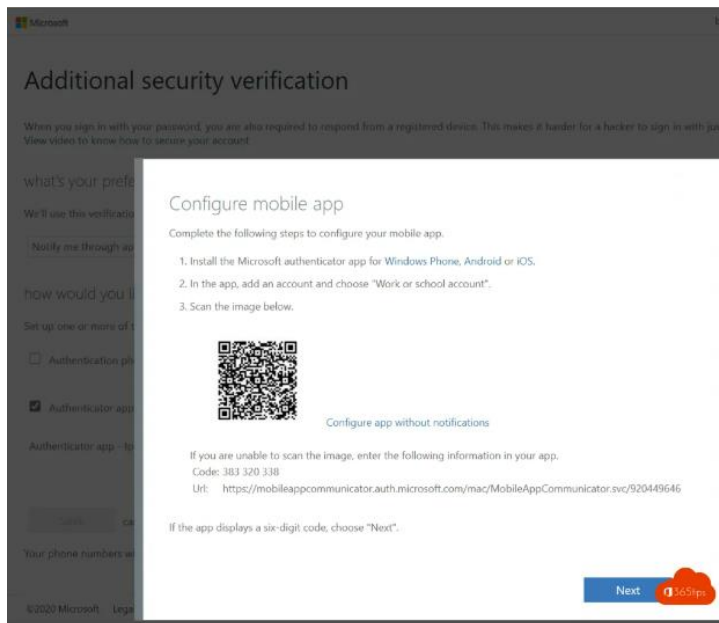 Microsoft
Additional security verification
When you sign in with your password, you are also required to respond from a registered device. This makes it harder for a hacker to sign in with
View video to know how to secure your account
what's your prefe
We'll use this verificatio
Notify me through ap
how would you li
Set up one or more of t
Authentication ph
Authenticator app
Authenticator app -
save ca
Your phone numbers wi
©2020 Microsoft Lega
Configure mobile app
Complete the following steps to configure your mobile app.
1. Install the Microsoft authenticator app for Windows Phone, Android or iOS.
2. In the app, add an account and choose "Work or school account".
3. Scan the image below.
Configure app without notifications
If you are unable to scan the image, enter the following information in your app.
Code: 383 320 338
Url: https://mobileappcommunicator.auth.microsoft.com/mac/MobileAppCommunicator.svc/920449646
If the app displays a six-digit code, choose "Next".
Next
365tips